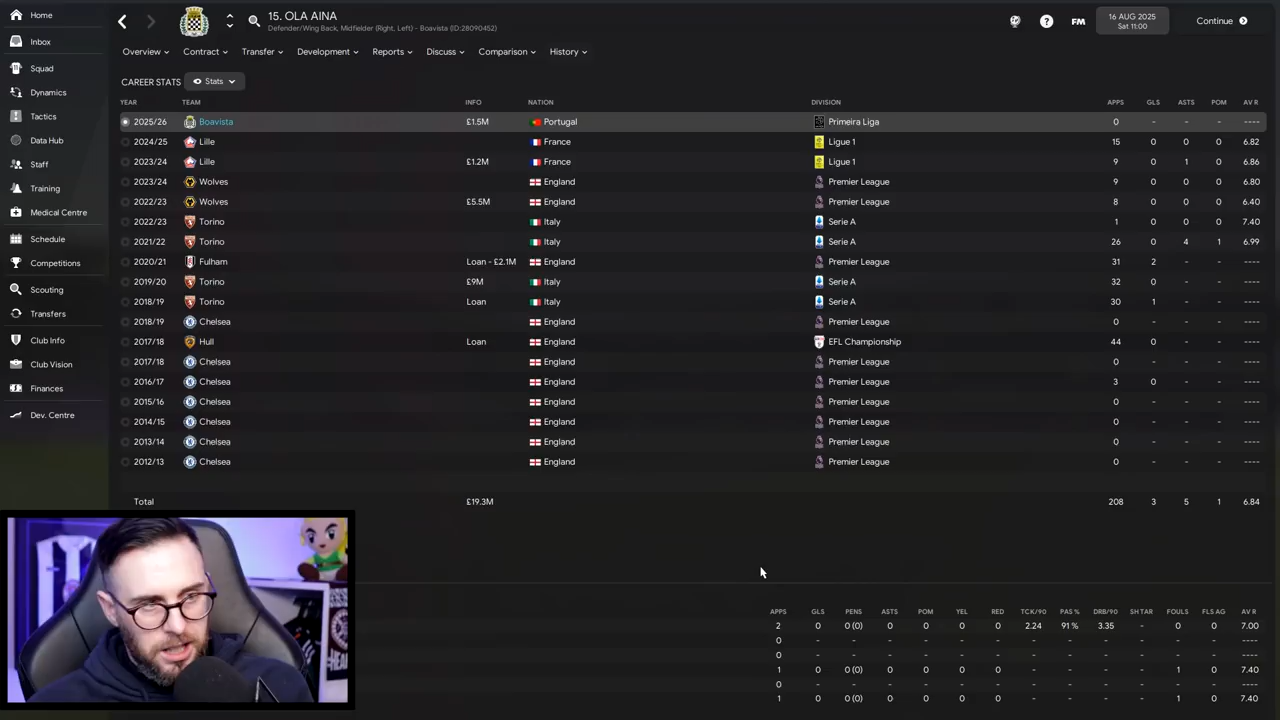 Home
Inbox
Squad
Dynamics
Tactics
Data Hub
Staff
Training
Medical Centre
Schedule
Competitions
Scouting
Transfers
Club Info
Club Vision
Finances
Dev. Centre
15. OLA AINA
Defender/Wing Back, Midfielder (Right, Left) - Boavista (ID:28090452)
? FM 16 AUG 2025 Sat 11:00 Continue
Overview Contract Transfer Development Reports Discuss Comparison History
CAREER STATS Stats
YEAR TEAM INFO NATION DIVISION APPS GLS ASTS POM AV R
2025/26 Boavista £1.5M Portugal Primeira Liga 0 - - - ----
2024/25 Lille France Ligue 1 15 0 0 0 6.82
2023/24 Lille £1.2M France Ligue 1 9 0 1 0 6.86
2023/24 Wolves England Premier League 9 0 0 0 6.80
2022/23 Wolves £5.5M England Premier League 8 0 0 0 6.40
2022/23 Torino Italy Serie A 1 0 0 0 7.40
2021/22 Torino Italy Serie A 26 0 4 1 6.99
2020/21 Fulham Loan - £2.1M England Premier League 31 2 - - ----
2019/20 Torino £9M Italy Serie A 32 0 - - ----
2018/19 Torino Loan Italy Serie A 30 1 - - ----
2018/19 Chelsea England Premier League 0 - - - ----
2017/18 Hull Loan England EFL Championship 44 0 - - ----
2017/18 Chelsea England Premier League 0 - - - ----
2016/17 Chelsea England Premier League 3 0 - - ----
2015/16 Chelsea England Premier League 0 - - - ----
2014/15 Chelsea England Premier League 0 - - - ----
2013/14 Chelsea England Premier League 0 - - - ----
2012/13 Chelsea England Premier League 0 - - - ----
Total £19.3M 208 3 5 1 6.84
APPS GLS PENS ASTS POM YEL RED TCK/90 PAS % DRB/90 SH TAR FOULS FLS AG AV R
2 0 0 (0) 0 0 0 0 2.24 91 % 3.35 - 0 0 7.00
0 - - - - - - - - - - - - ----
0 - - - - - - - - - - - - ----
1 0 0 (0) 0 0 0 0 - - - - 1 0 7.40
0 - - - - - - - - - - - - ----
1 0 0 (0) 0 0 0 0 - - - - 1 0 7.40